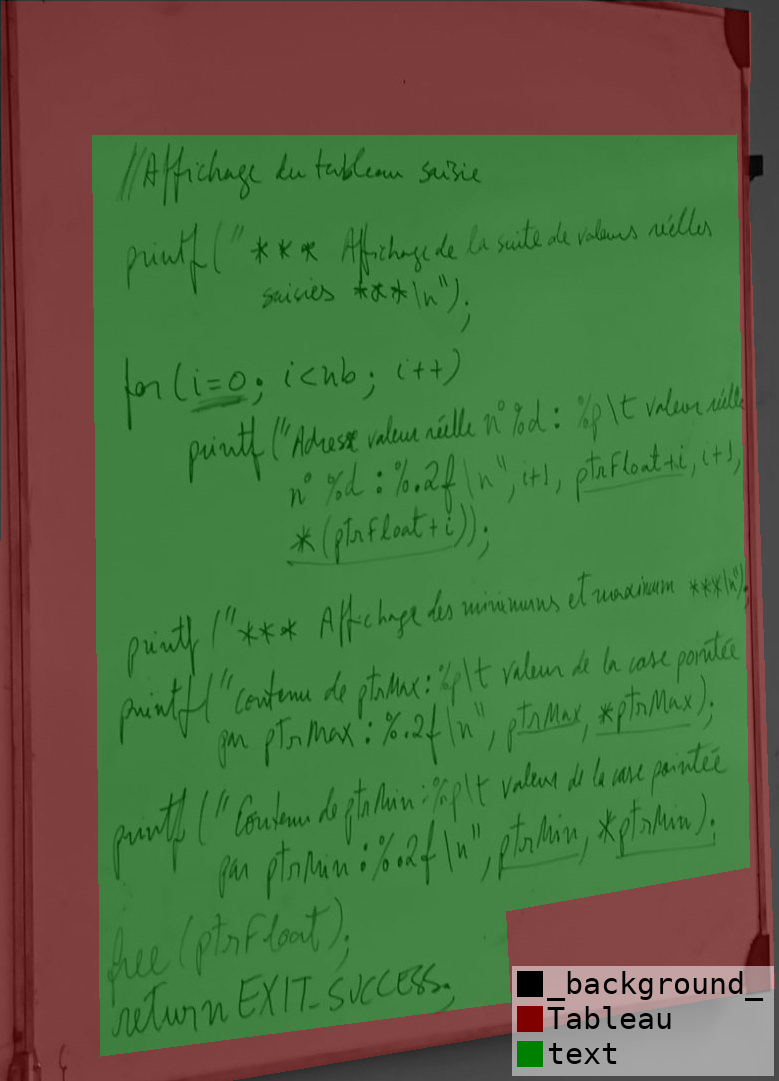 //Affichage du tableau saisie
printf("*** Affichage de la suite de valeurs réelles
saisies ***\n");
for(i=0; i<nb; i++)
printf("Adresse valeur réelle n°%d : %p\t valeur réelle
n° %d : %.2f\n", i+1, ptrFloat+i, i+1,
*(ptrFloat+i));
printf("*** Affichage des minimums et maximum ***\n");
printf("Contenu de ptrMax:%p\t valeur de la case pointée
par ptrMax : %.2f\n", ptrMax, *ptrMax);
printf("Contenu de ptrMin:%p\t valeur de la case pointée
par ptrMin : %.2f\n", ptrMin, *ptrMin);
free(ptrFloat);
return EXIT_SUCCESS;
_background_
Tableau
text